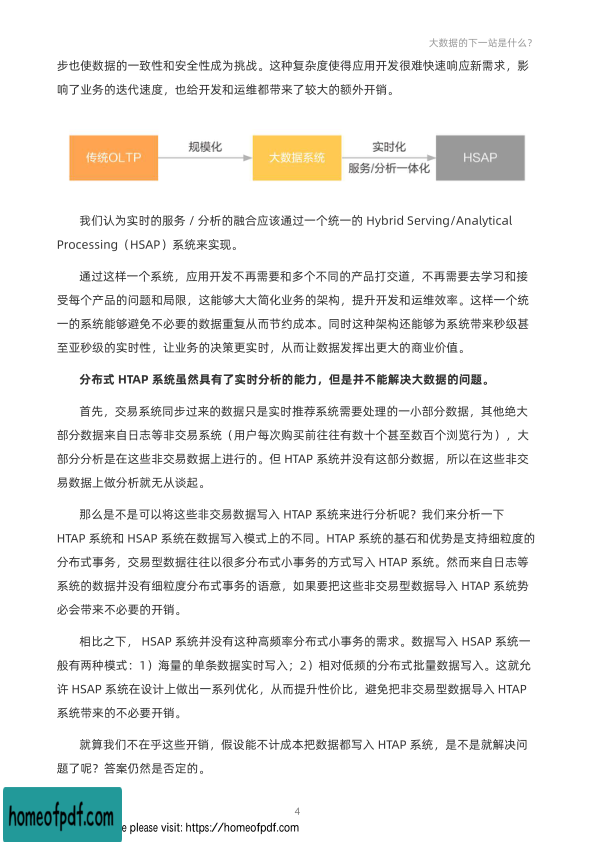 大数据的下一站是什么？
步也使数据的一致性和安全性成为挑战。这种复杂度使得应用开发很难快速响应新需求，影
响了业务的迭代速度，也给开发和运维都带来了较大的额外开销。
传统OLTP
规模化
大数据系统
实时化
服务/分析一体化
HSAP
我们认为实时的服务 / 分析的融合应该通过一个统一的 Hybrid Serving/Analytical
Processing（HSAP）系统来实现。
通过这样一个系统，应用开发不再需要和多个不同的产品打交道，不再需要去学习和接
受每个产品的问题和局限，这能够大大简化业务的架构，提升开发和运维效率。这样一个统
一的系统能够避免不必要的数据重复从而节约成本。同时这种架构还能够为系统带来秒级甚
至亚秒级的实时性，让业务的决策更实时，从而让数据发挥出更大的商业价值。
分布式 HTAP 系统虽然具有了实时分析的能力，但是并不能解决大数据的问题。
首先，交易系统同步过来的数据只是实时推荐系统需要处理的一小部分数据，其他绝大
部分数据来自日志等非交易系统（用户每次购买前往往有数十个甚至数百个浏览行为），大
部分分析是在这些非交易数据上进行的。但 HTAP 系统并没有这部分数据，所以在这些非交
易数据上做分析就无从谈起。
那么是不是可以将这些非交易数据写入 HTAP 系统来进行分析呢？我们来分析一下
HTAP 系统和 HSAP 系统在数据写入模式上的不同。HTAP 系统的基石和优势是支持细粒度的
分布式事务，交易型数据往往以很多分布式小事务的方式写入 HTAP 系统。然而来自日志等
系统的数据并没有细粒度分布式事务的语意，如果要把这些非交易型数据导入 HTAP 系统势
必会带来不必要的开销。
相比之下， HSAP 系统并没有这种高频率分布式小事务的需求。数据写入 HSAP 系统一
般有两种模式：1）海量的单条数据实时写入；2）相对低频的分布式批量数据写入。这就允
许 HSAP 系统在设计上做出一系列优化，从而提升性价比，避免把非交易型数据导入 HTAP
系统带来的不必要开销。
就算我们不在乎这些开销，假设能不计成本把数据都写入 HTAP 系统，是不是就解决问
题了呢？答案仍然是否定的。
4
homeofpdf.com
e please visit: https://homeofpdf.com